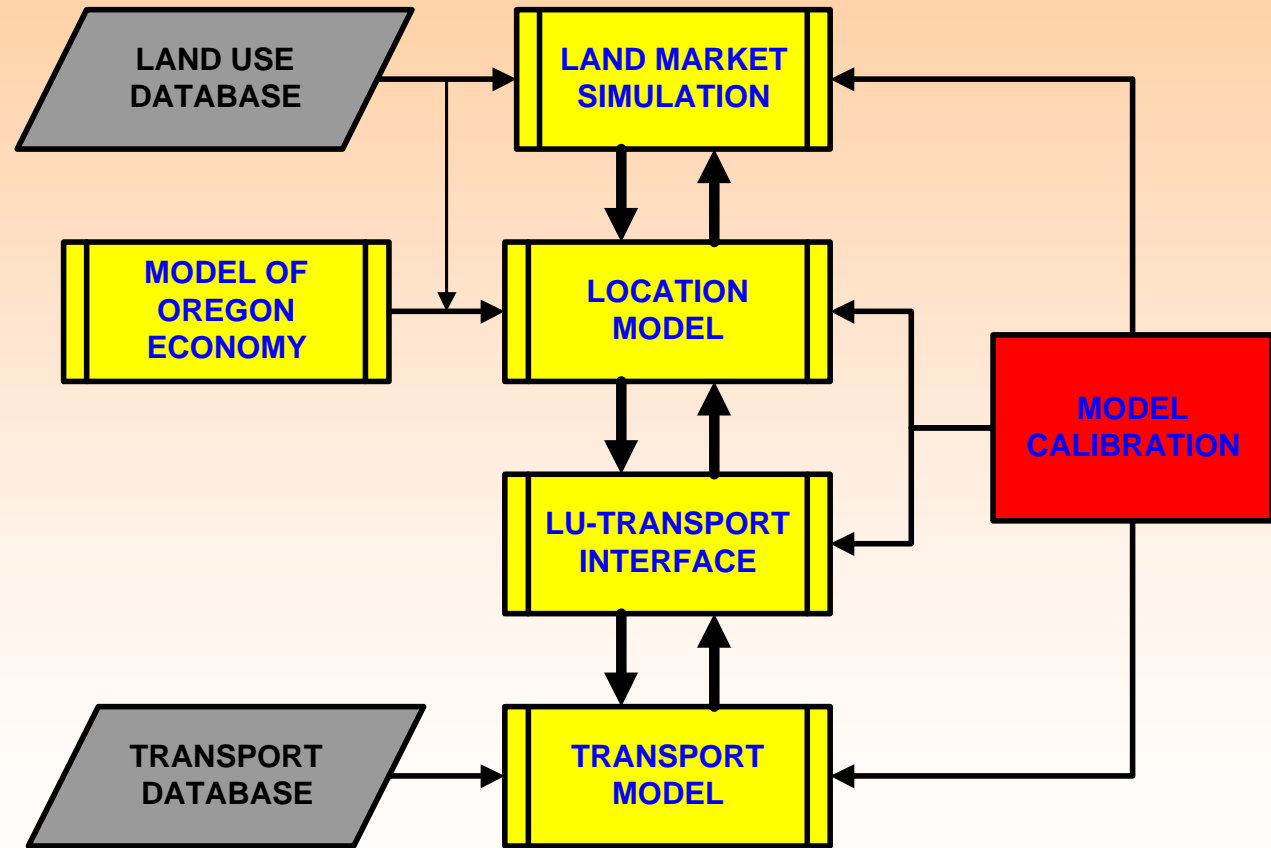 LAND USE
DATABASE
LAND MARKET
SIMULATION
MODEL OF
OREGON
ECONOMY
LOCATION
MODEL
MODEL
CALIBRATION
LU-TRANSPORT
INTERFACE
TRANSPORT
DATABASE
TRANSPORT
MODEL